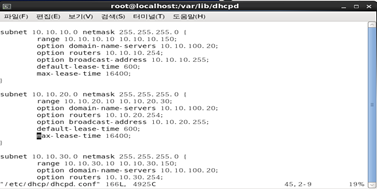 root@localhost:/var/lib/dhcpd
파일(F) 편집(E) 보기(V) 검색(S) 터미널(T) 도움말(H)
subnet 10.10.10.0 netmask 255.255.255.0 {
range 10.10.10.10 10.10.10.150;
option domain-name-servers 10.10.100.20;
option routers 10.10.10.254;
option broadcast-address 10.10.10.255;
default-lease-time 600;
max-lease-time 16400;
}
subnet 10.10.20.0 netmask 255.255.255.0 {
range 10.10.20.10 10.10.20.30;
option domain-name-servers 10.10.100.20;
option routers 10.10.20.254;
option broadcast-address 10.10.20.255;
default-lease-time 600;
max-lease-time 16400;
}
subnet 10.10.30.0 netmask 255.255.255.0 {
range 10.10.30.10 10.10.30.150;
option domain-name-servers 10.10.100.20;
option routers 10.10.30.254;
"/etc/dhcp/dhcpd.conf" 166L, 4925C 45,2-9 19%